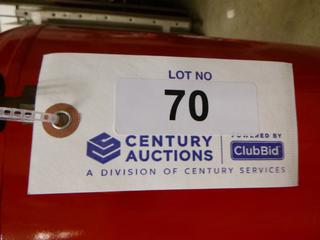 LOT NO
70
CENTURY AUCTIONS
POWERED BY
ClubBid
A DIVISION OF CENTURY SERVICES